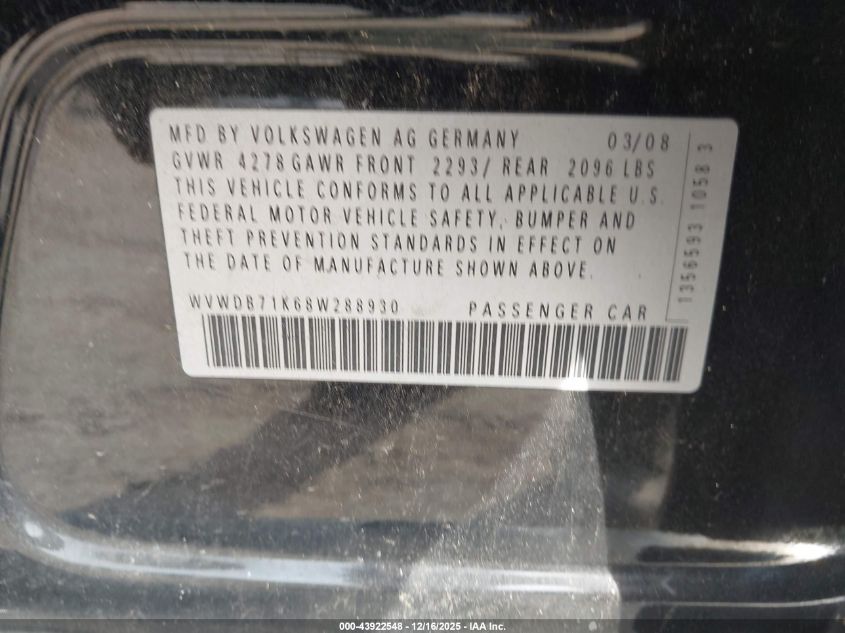 MFD BY VOLKSWAGEN AG GERMANY 03/08
GVWR 4278 GAWR FRONT 2293/ REAR 2096 LBS
THIS VEHICLE CONFORMS TO ALL APPLICABLE U.S.
FEDERAL MOTOR VEHICLE SAFETY, BUMPER AND
THEFT PREVENTION STANDARDS IN EFFECT ON
THE DATE OF MANUFACTURE SHOWN ABOVE.
WVWDB71K68W288930 PASSENGER CAR
1356593 10583
000-43922548 - 12/16/2025 - IAA Inc.